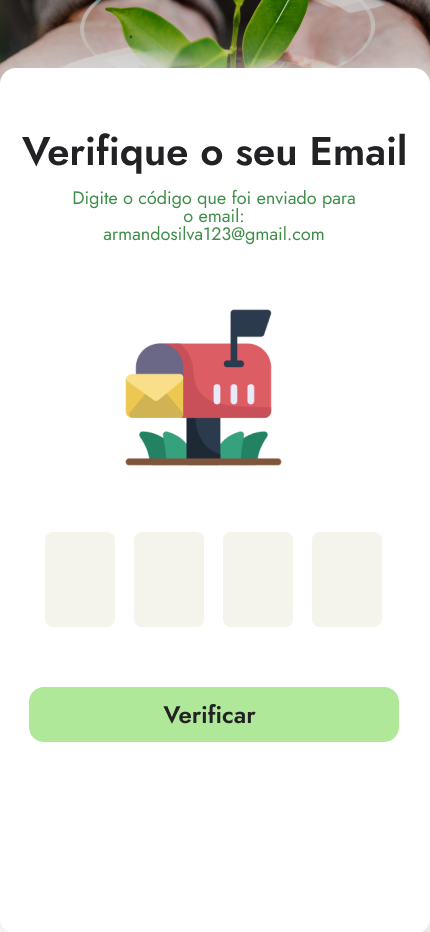 Verifique o seu Email
Digite o código que foi enviado para
o email:
armandosilva123@gmail.com
Verificar